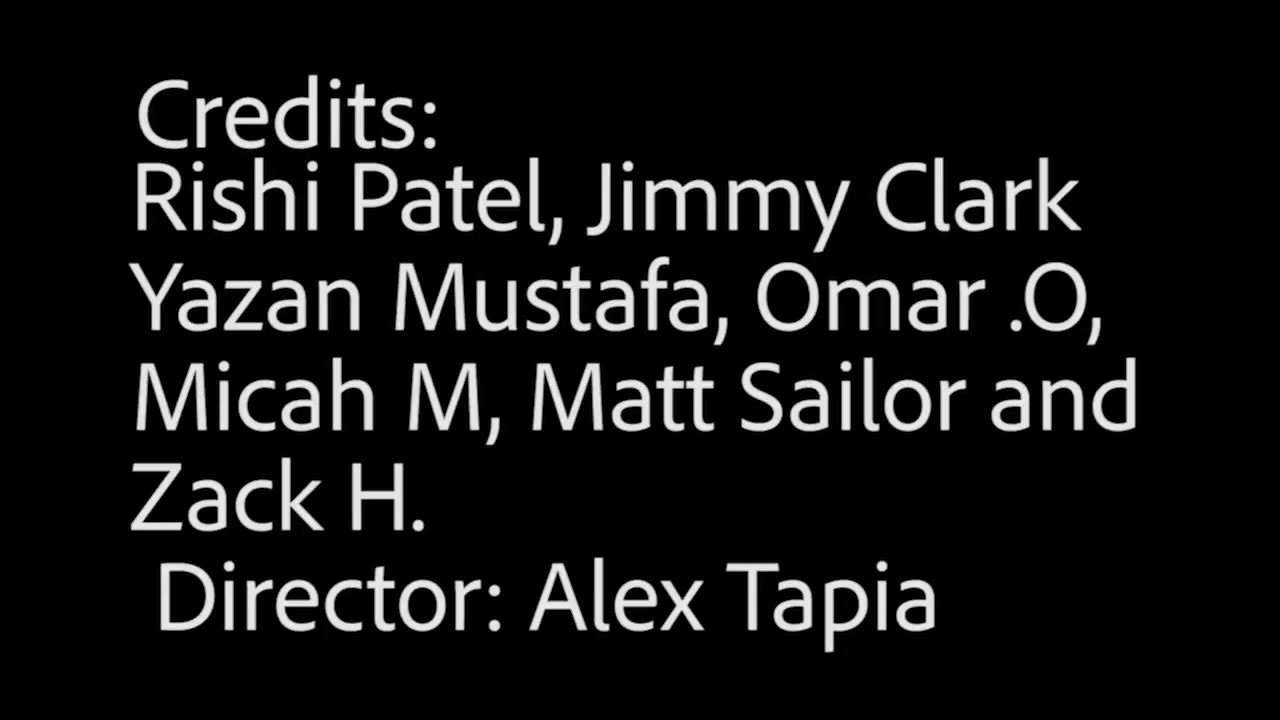 Credits:
Rishi Patel, Jimmy Clark
Yazan Mustafa, Omar .O,
Micah M, Matt Sailor and
Zack H.
Director: Alex Tapia